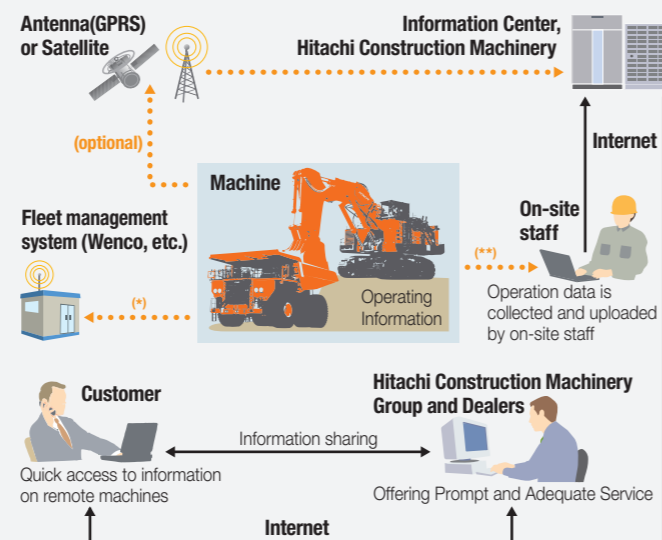 Antenna(GPRS)
or Satellite
Information Center,
Hitachi Construction Machinery
(optional)
Internet
Machine
Fleet management
system (Wenco, etc.)
On-site
staff
(**)
(*)
Operating
Information
Operation data is
collected and uploaded
by on-site staff
Customer
Hitachi Construction Machinery
Group and Dealers
Information sharing
Quick access to information
on remote machines
Offering Prompt and Adequate Service
Internet